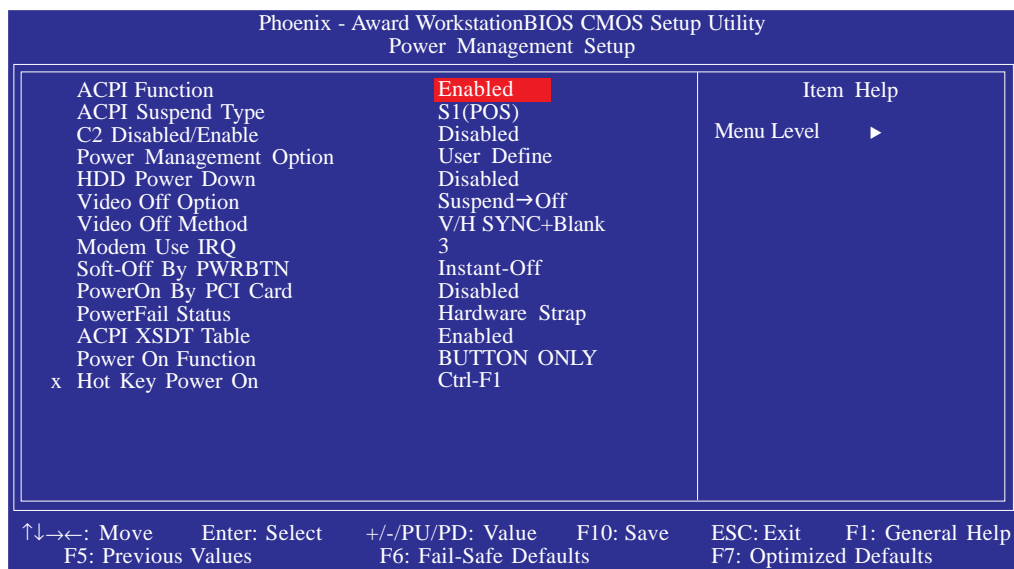 Phoenix - Award WorkstationBIOS CMOS Setup Utility
Power Management Setup
ACPI Function Enabled
ACPI Suspend Type S1(POS)
C2 Disabled/Enable Disabled
Power Management Option User Define
HDD Power Down Disabled
Video Off Option Suspend→Off
Video Off Method V/H SYNC+Blank
Modem Use IRQ 3
Soft-Off By PWRBTN Instant-Off
PowerOn By PCI Card Disabled
PowerFail Status Hardware Strap
ACPI XSDT Table Enabled
Power On Function BUTTON ONLY
x Hot Key Power On Ctrl-F1
Item Help
Menu Level ▶
↑↓→←: Move Enter: Select +/-/PU/PD: Value F10: Save ESC: Exit F1: General Help
F5: Previous Values F6: Fail-Safe Defaults F7: Optimized Defaults